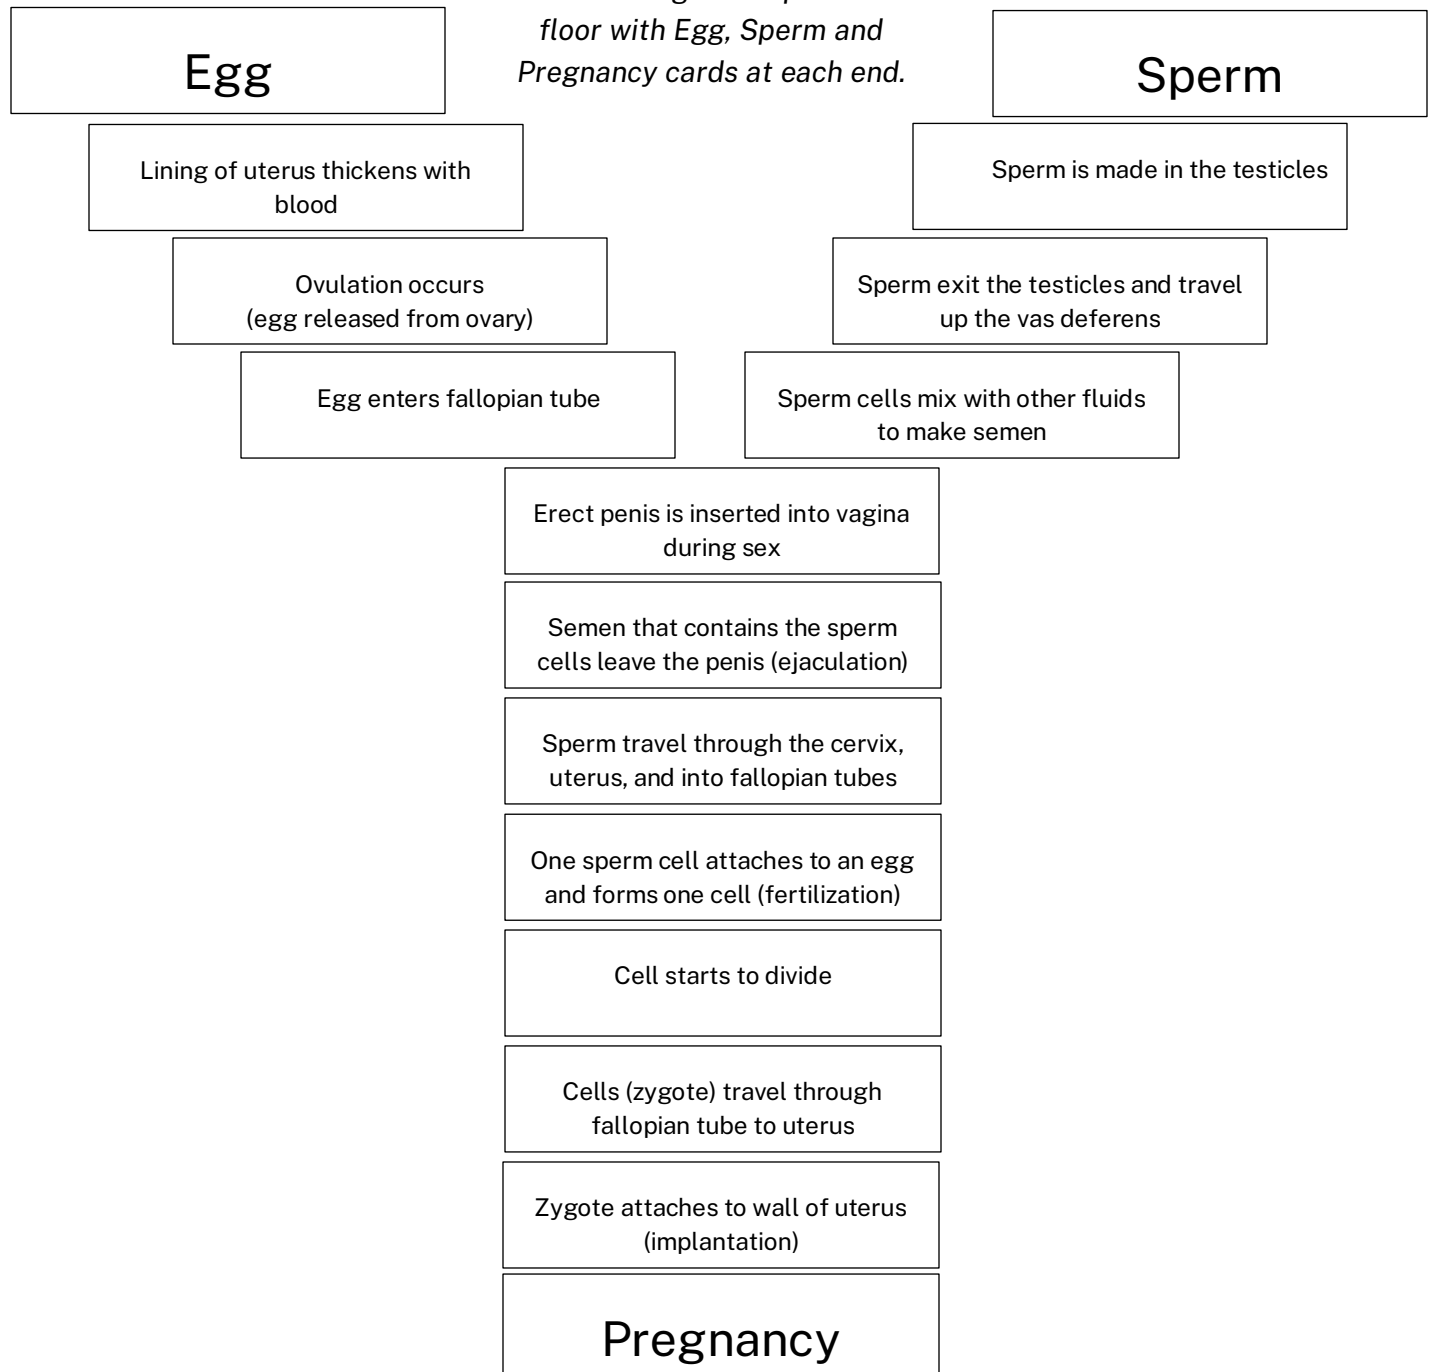 floor with Egg, Sperm and
Pregnancy cards at each end.
Egg
Sperm
Lining of uterus thickens with
blood
Sperm is made in the testicles
Ovulation occurs
(egg released from ovary)
Sperm exit the testicles and travel
up the vas deferens
Egg enters fallopian tube
Sperm cells mix with other fluids
to make semen
Erect penis is inserted into vagina
during sex
Semen that contains the sperm
cells leave the penis (ejaculation)
Sperm travel through the cervix,
uterus, and into fallopian tubes
One sperm cell attaches to an egg
and forms one cell (fertilization)
Cell starts to divide
Cells (zygote) travel through
fallopian tube to uterus
Zygote attaches to wall of uterus
(implantation)
Pregnancy